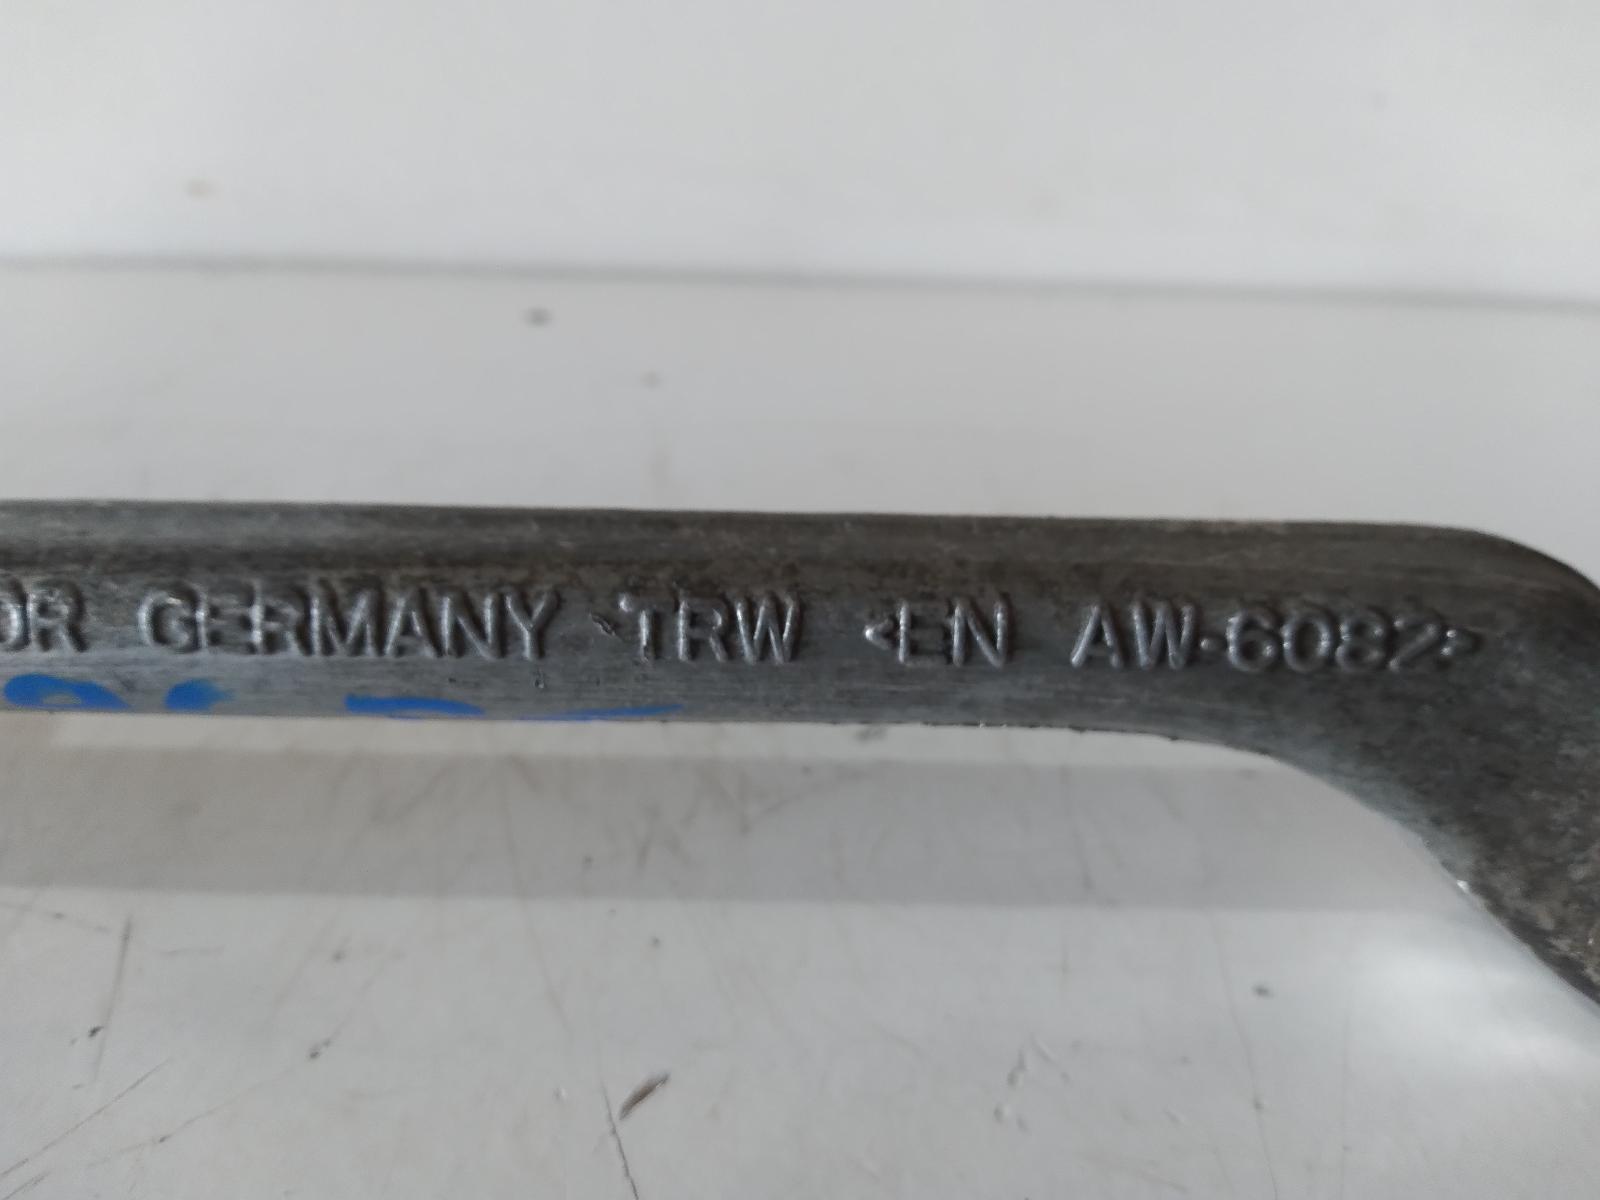 OR GERMANY TRW <EN AW-6082>